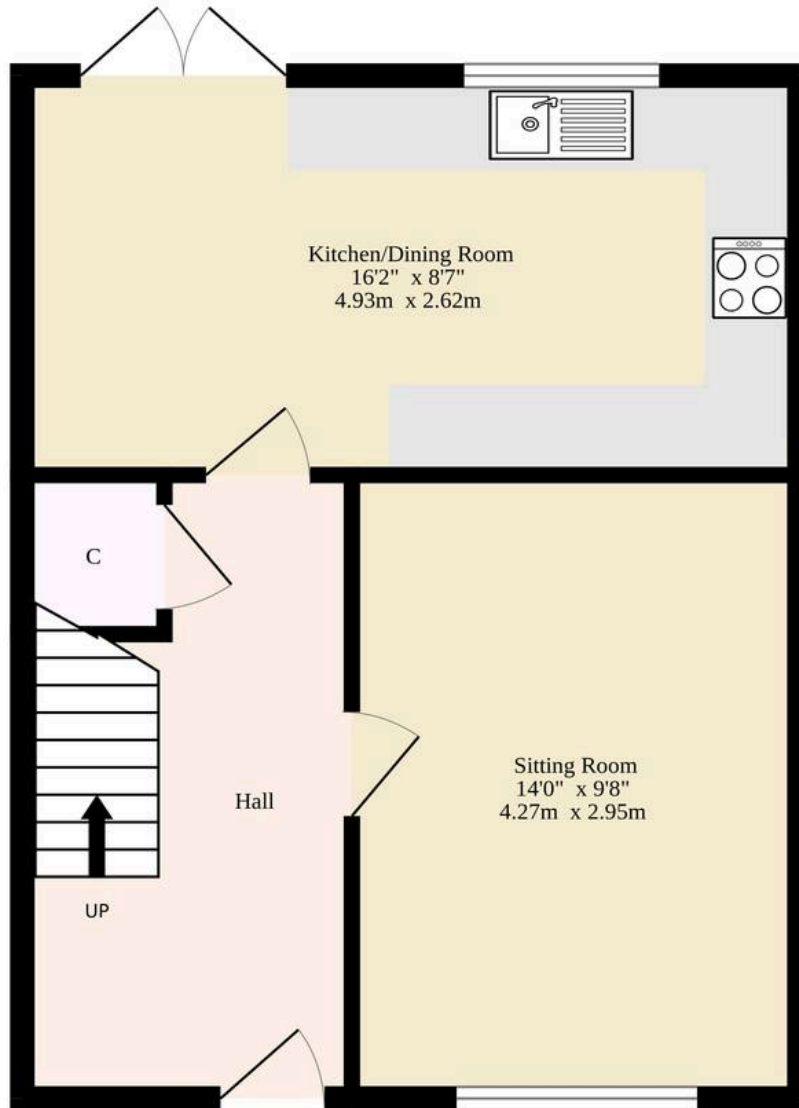 Kitchen/Dining Room
16'2" x 8'7"
4.93m x 2.62m
C
Sitting Room
14'0" x 9'8"
4.27m x 2.95m
Hall
UP